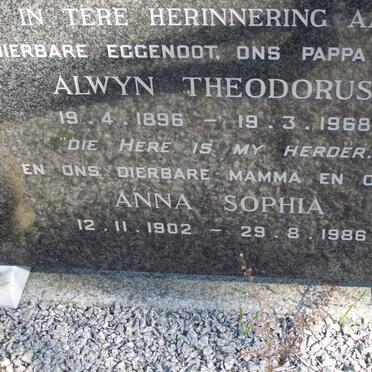 IN TERE HERINNERING
DIERBARE EGGENOOT, ONS PAPPA
ALWYN THEODORUS
19.4.1896 – 19.3.1968
DIE HERE IS MY HERDER.
EN ONS DIERBARE MAMMA EN
ANNA SOPHIA
12.11.1902 – 29.8.1986